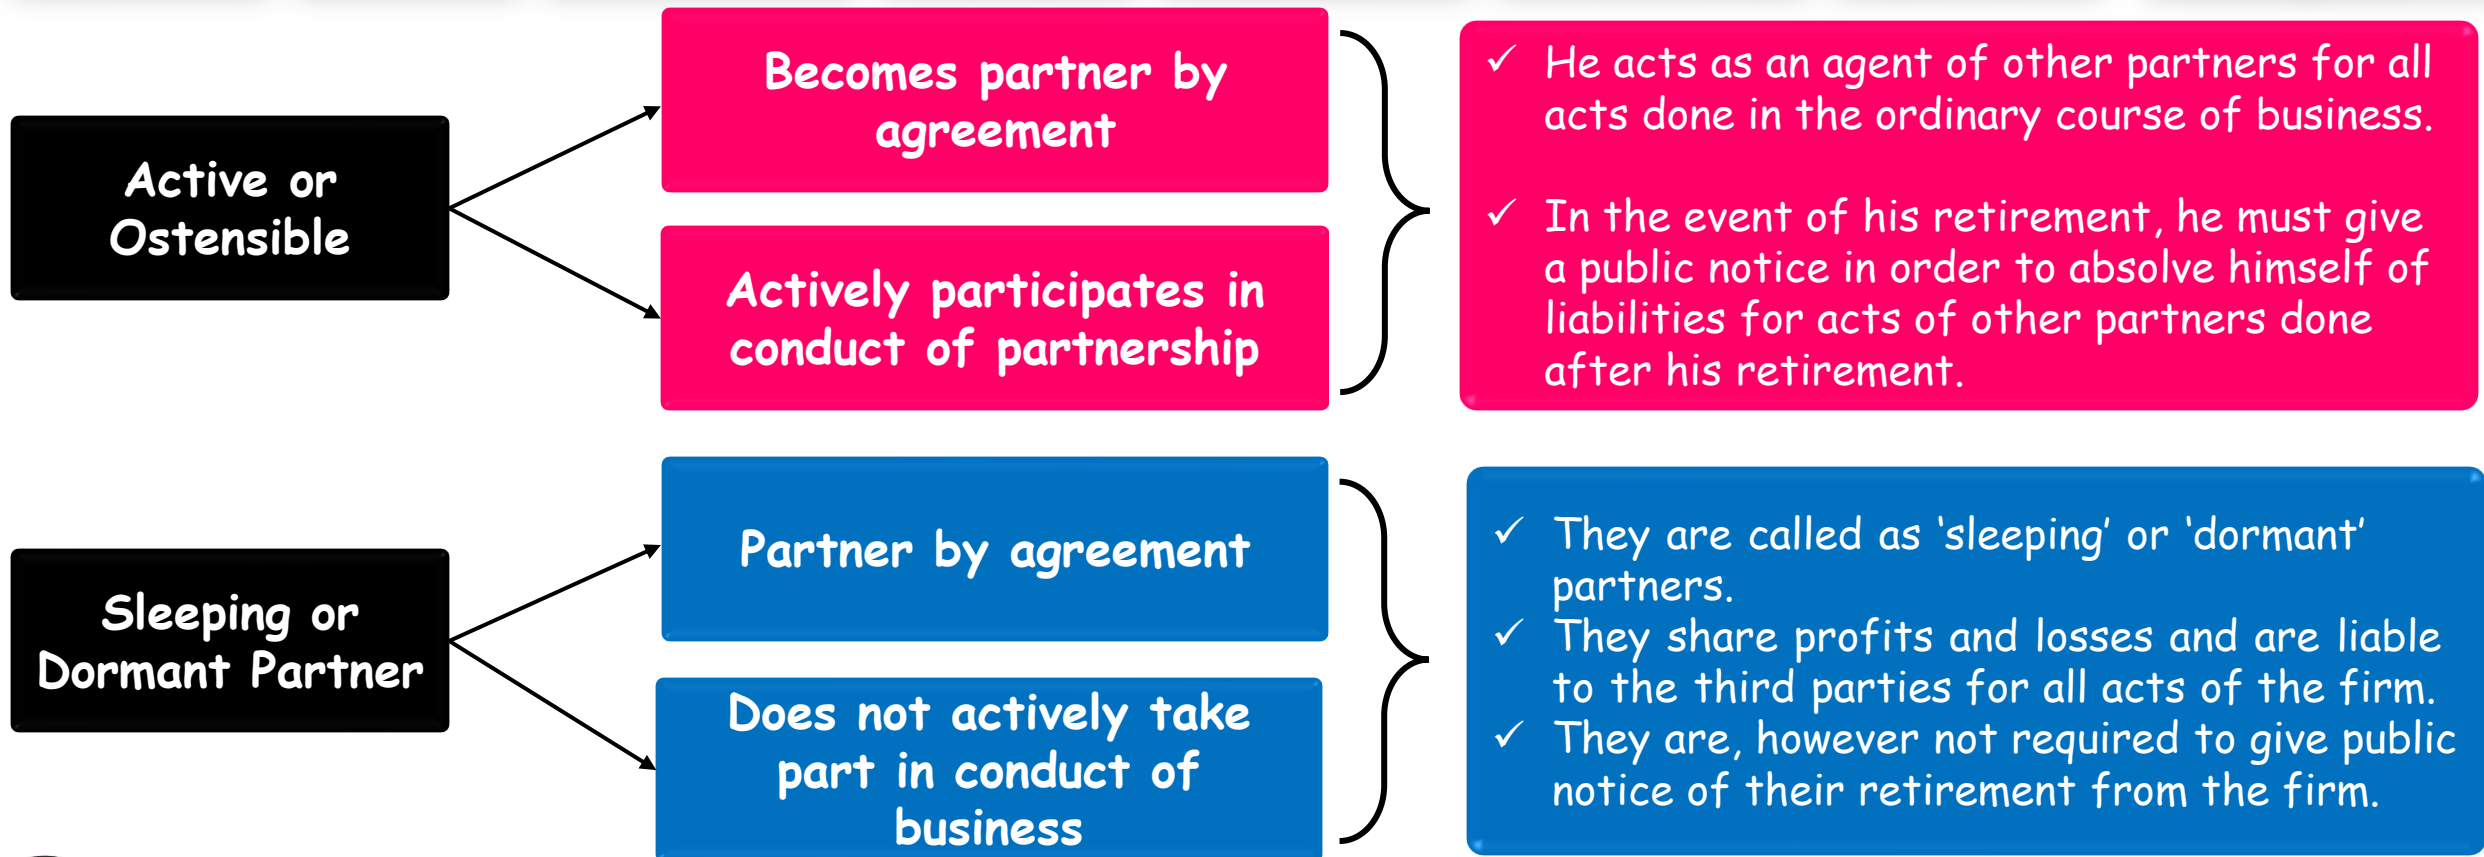 Active or
Ostensible
Becomes partner by
agreement
Actively participates in
conduct of partnership
✓ He acts as an agent of other partners for all
acts done in the ordinary course of business.
✓ In the event of his retirement, he must give
a public notice in order to absolve himself of
liabilities for acts of other partners done
after his retirement.
Sleeping or
Dormant Partner
Partner by agreement
Does not actively take
part in conduct of
business
✓ They are called as ‘sleeping’ or ‘dormant’
partners.
✓ They share profits and losses and are liable
to the third parties for all acts of the firm.
✓ They are, however not required to give public
notice of their retirement from the firm.